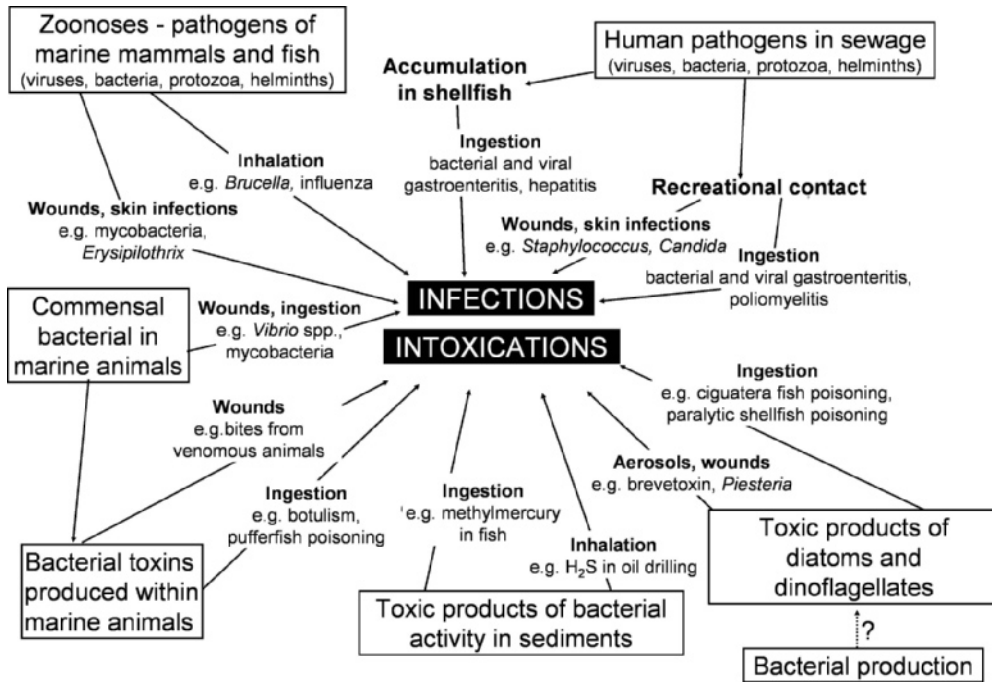 Zoonoses - pathogens of
marine mammals and fish
(viruses, bacteria, protozoa, helminths)
Human pathogens in sewage
(viruses, bacteria, protozoa, helminths)
Accumulation
in shellfish
Ingestion
bacterial and viral
gastroenteritis, hepatitis
Inhalation
e.g. Brucella, influenza
Recreational contact
Wounds, skin infections
e.g. mycobacteria,
Erysipilothrix
Wounds, skin infections
e.g. Staphylococcus, Candida
Ingestion
bacterial and viral gastroenteritis,
poliomyelitis
INFECTIONS
INTOXICATIONS
Commensal
bacterial in
marine animals
Wounds, ingestion
e.g. Vibrio spp.,
mycobacteria
Ingestion
e.g. ciguatera fish poisoning,
paralytic shellfish poisoning
Wounds
e.g.bites from
venomous animals
Aerosols, wounds
e.g. brevetoxin, Piesteria
Ingestion
e.g. botulism,
pufferfish poisoning
Ingestion
e.g. methylmercury
in fish
Inhalation
e.g. H₂S in oil drilling
Bacterial toxins
produced within
marine animals
Toxic products of bacterial
activity in sediments
Toxic products of
diatoms and
dinoflagellates
?
Bacterial production